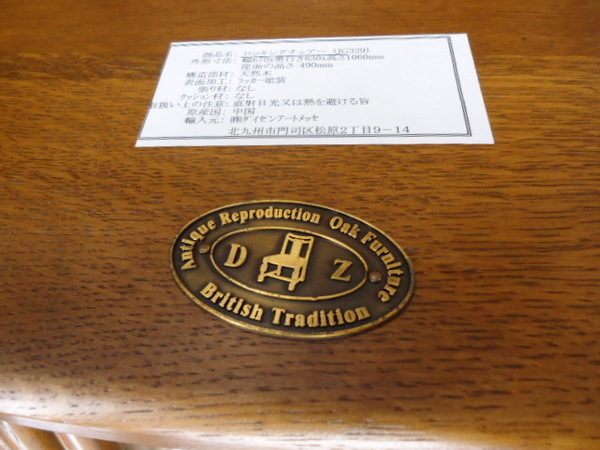 商品名: ロッキングチェアー (JG320)
外形寸法: 幅670x奥行き830x高さ1060mm
座面の高さ:490mm
構造部材: 天然木
表面加工: ラッカー塗装
張り材: なし
クッション材: なし
取扱い上の注意: 直射日光又は熱を避ける旨
原産国: 中国
輸入元: ㈱ダイゼンアートメッセ
北九州市門司区松原2丁目9-14
Antique Reproduction Oak Furniture
D Z
British Tradition